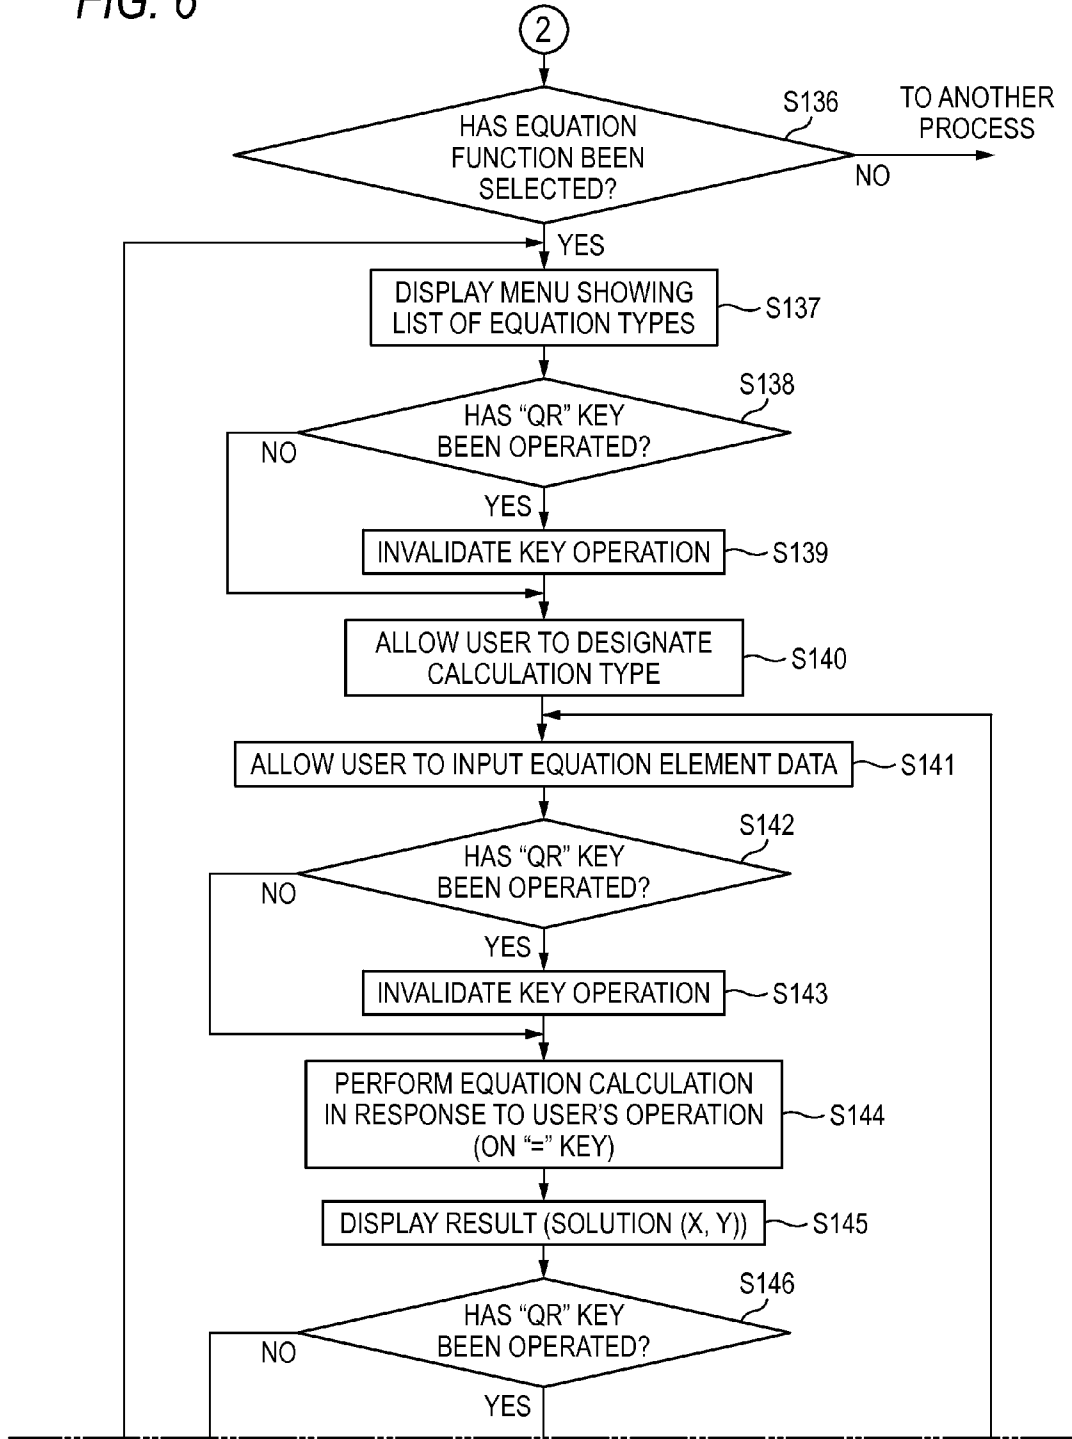 FIG. 6
2
HAS EQUATION
FUNCTION BEEN
SELECTED?
S136
TO ANOTHER
PROCESS
NO
YES
DISPLAY MENU SHOWING
LIST OF EQUATION TYPES
S137
HAS “QR” KEY
BEEN OPERATED?
S138
NO
YES
INVALIDATE KEY OPERATION
S139
ALLOW USER TO DESIGNATE
CALCULATION TYPE
S140
ALLOW USER TO INPUT EQUATION ELEMENT DATA
S141
HAS “QR” KEY
BEEN OPERATED?
S142
NO
YES
INVALIDATE KEY OPERATION
S143
PERFORM EQUATION CALCULATION
IN RESPONSE TO USER’S OPERATION
(ON “=” KEY)
S144
DISPLAY RESULT (SOLUTION (X, Y))
S145
HAS “QR” KEY
BEEN OPERATED?
S146
NO
YES